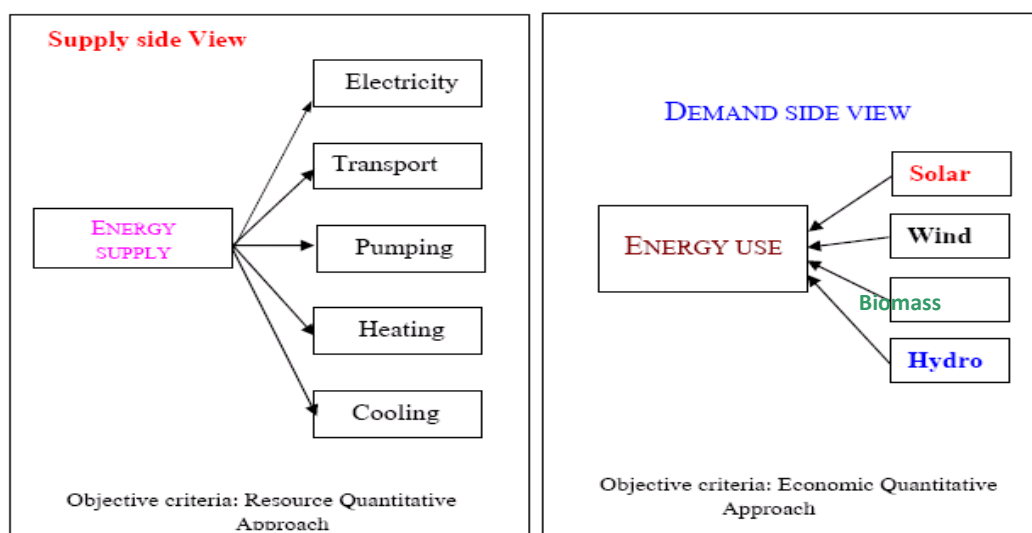 Supply side View
Electricity
Transport
ENERGY
SUPPLY
Pumping
Heating
Cooling
Objective criteria: Resource Quantitative
Approach
DEMAND SIDE VIEW
Solar
ENERGY USE
Wind
Biomass
Hydro
Objective criteria: Economic Quantitative
Approach